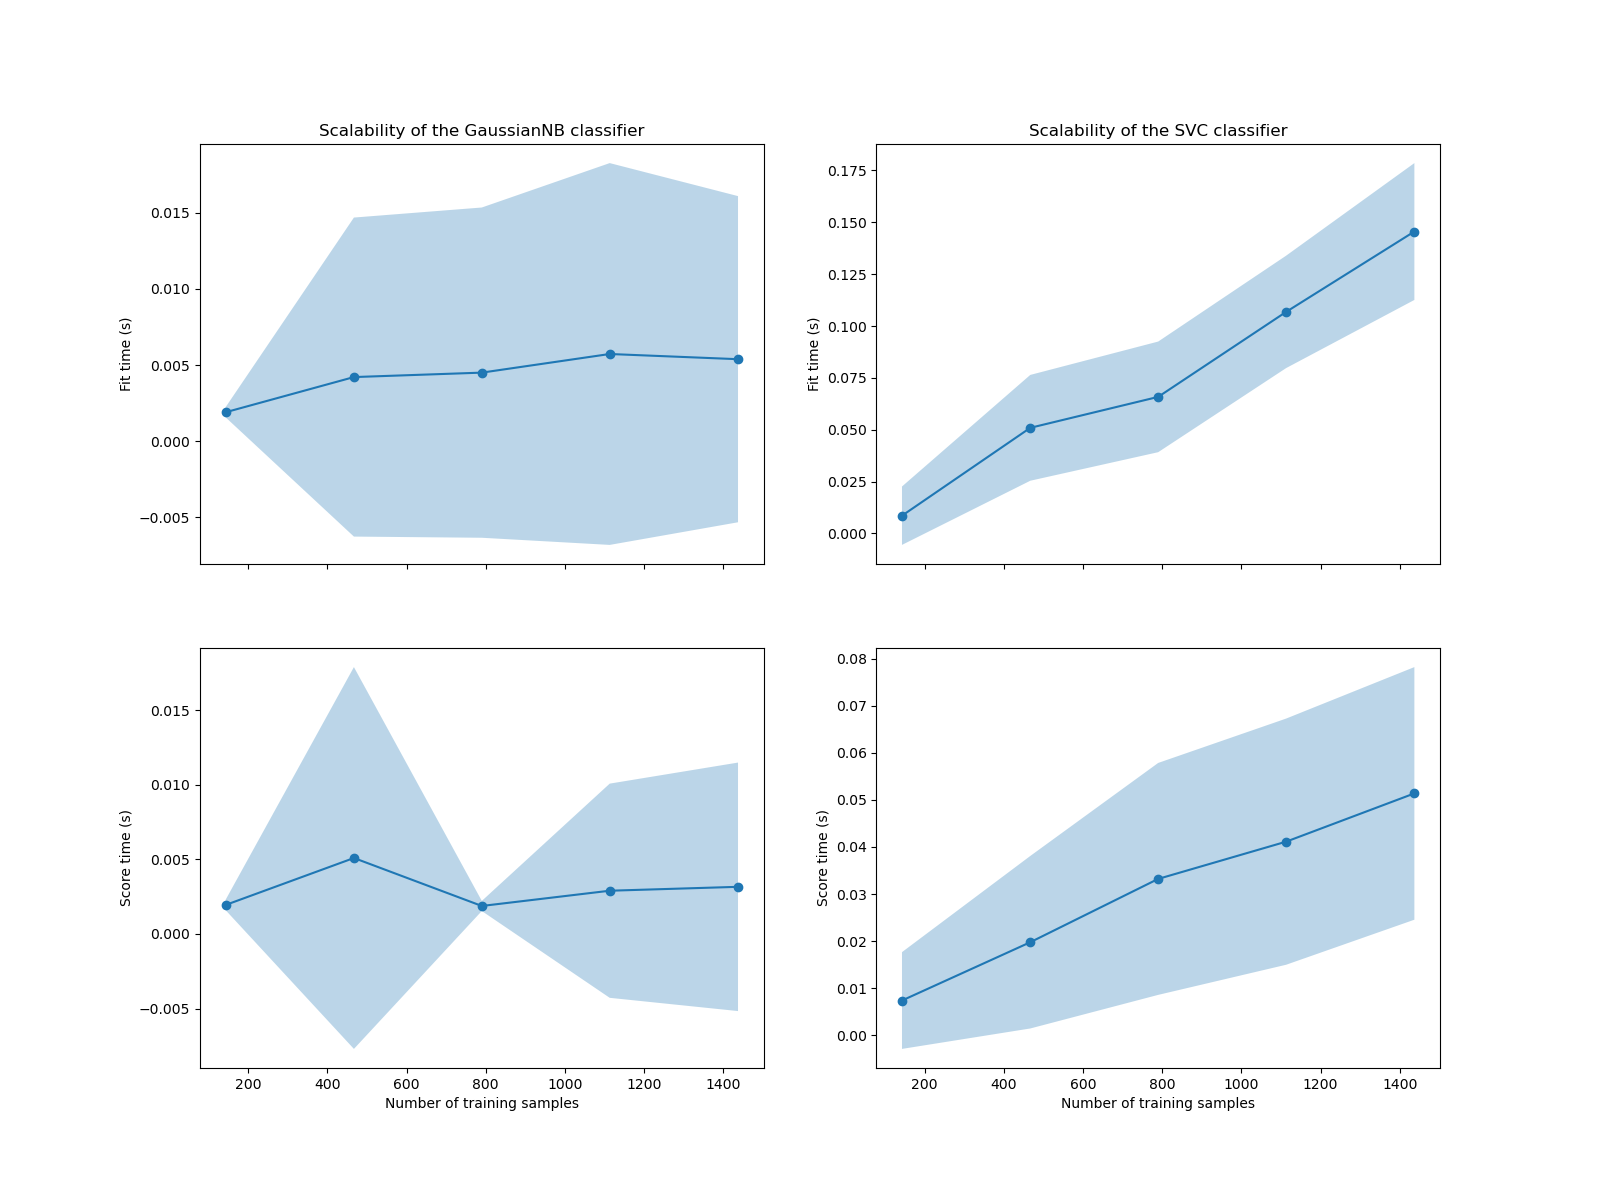 Scalability of the GaussianNB classifier
0.015
0.010
0.005
0.000
−0.005
Fit time (s)
Scalability of the SVC classifier
0.175
0.150
0.125
0.100
0.075
0.050
0.025
0.000
Fit time (s)
0.015
0.010
0.005
0.000
−0.005
Score time (s)
200 400 600 800 1000 1200 1400
Number of training samples
0.08
0.07
0.06
0.05
0.04
0.03
0.02
0.01
0.00
Score time (s)
200 400 600 800 1000 1200 1400
Number of training samples